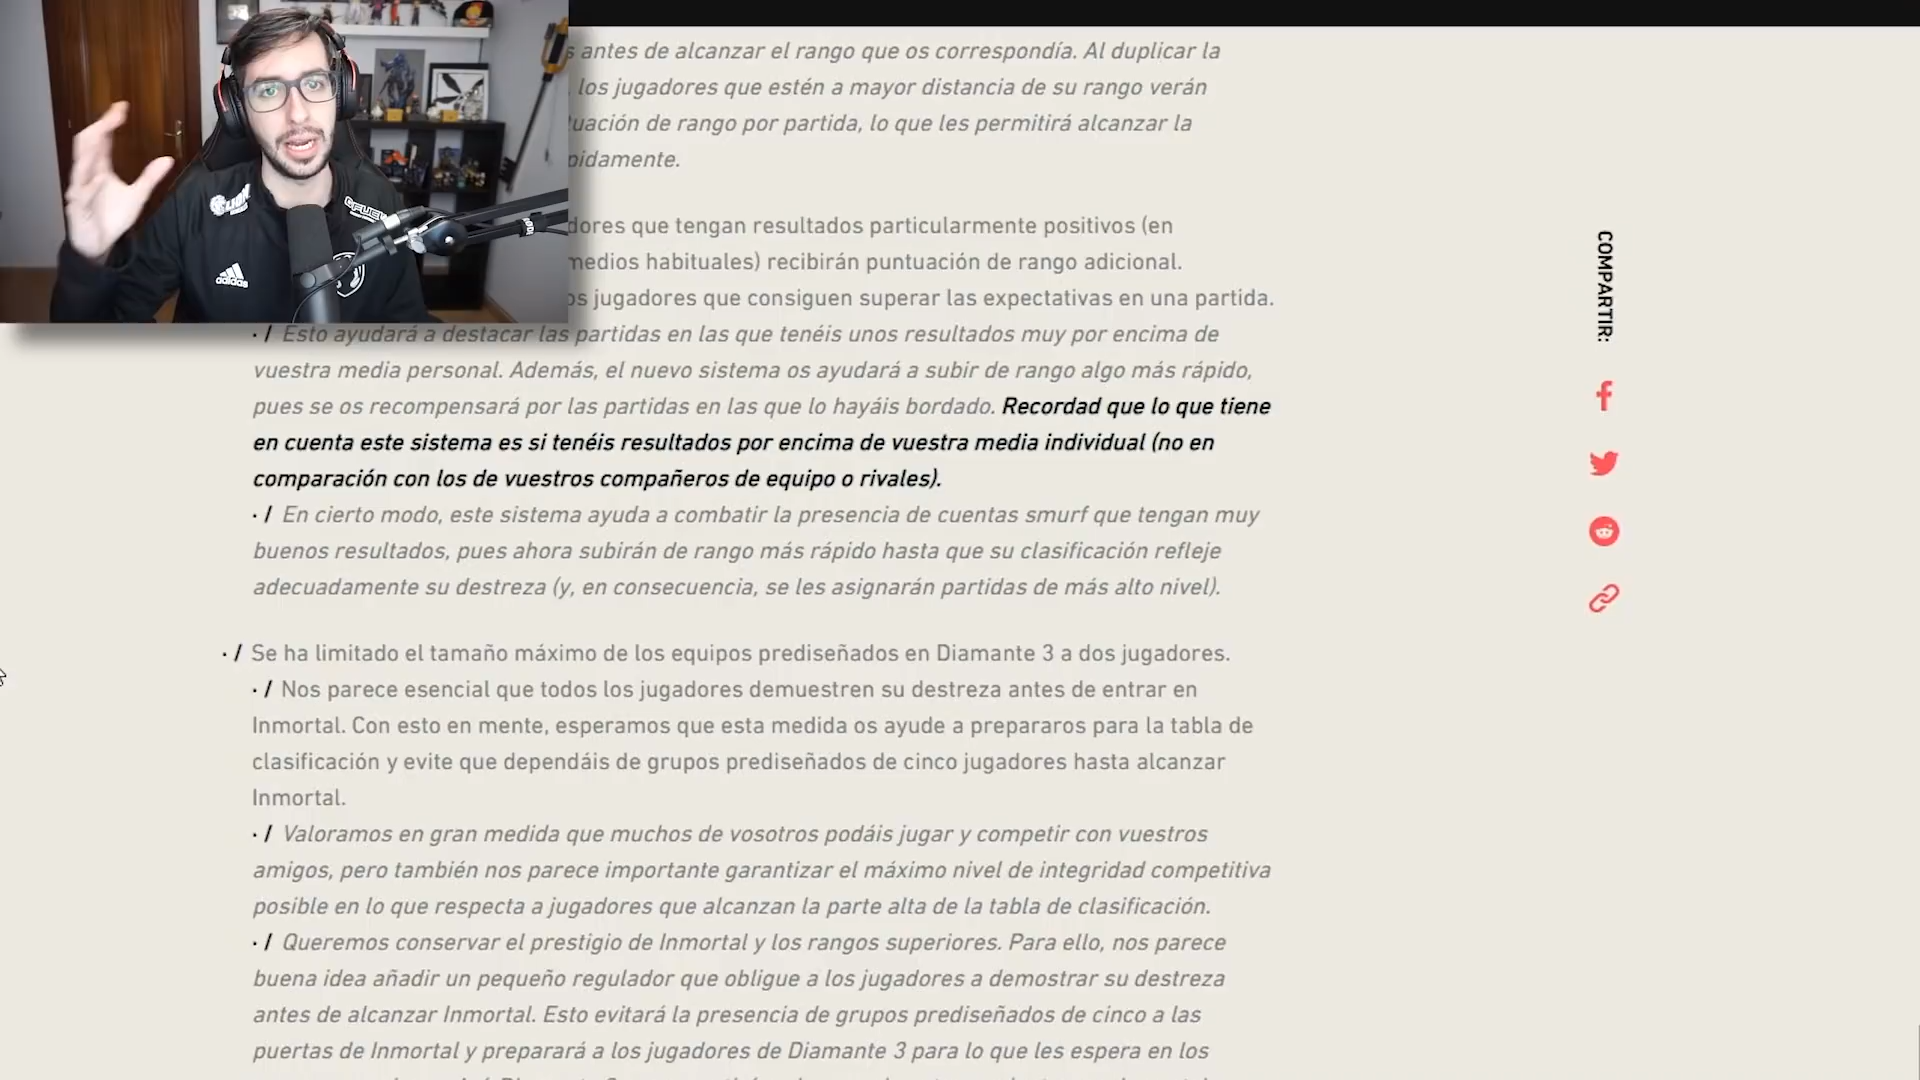 s antes de alcanzar el rango que os correspondía. Al duplicar la
los jugadores que estén a mayor distancia de su rango verán
tuación de rango por partida, lo que les permitirá alcanzar la
pidamente.
dores que tengan resultados particularmente positivos (en
medios habituales) recibirán puntuación de rango adicional.
os jugadores que consiguen superar las expectativas en una partida.
· / Esto ayudará a destacar las partidas en las que tenéis unos resultados muy por encima de
vuestra media personal. Además, el nuevo sistema os ayudará a subir de rango algo más rápido,
pues se os recompensará por las partidas en las que lo hayáis bordado. Recordad que lo que tiene
en cuenta este sistema es si tenéis resultados por encima de vuestra media individual (no en
comparación con los de vuestros compañeros de equipo o rivales).
· / En cierto modo, este sistema ayuda a combatir la presencia de cuentas smurf que tengan muy
buenos resultados, pues ahora subirán de rango más rápido hasta que su clasificación refleje
adecuadamente su destreza (y, en consecuencia, se les asignarán partidas de más alto nivel).
· / Se ha limitado el tamaño máximo de los equipos prediseñados en Diamante 3 a dos jugadores.
· / Nos parece esencial que todos los jugadores demuestren su destreza antes de entrar en
Inmortal. Con esto en mente, esperamos que esta medida os ayude a prepararos para la tabla de
clasificación y evite que dependáis de grupos prediseñados de cinco jugadores hasta alcanzar
Inmortal.
· / Valoramos en gran medida que muchos de vosotros podáis jugar y competir con vuestros
amigos, pero también nos parece importante garantizar el máximo nivel de integridad competitiva
posible en lo que respecta a jugadores que alcanzan la parte alta de la tabla de clasificación.
· / Queremos conservar el prestigio de Inmortal y los rangos superiores. Para ello, nos parece
buena idea añadir un pequeño regulador que obligue a los jugadores a demostrar su destreza
antes de alcanzar Inmortal. Esto evitará la presencia de grupos prediseñados de cinco a las
puertas de Inmortal y preparará a los jugadores de Diamante 3 para lo que les espera en los
COMPARTIR:
adidas